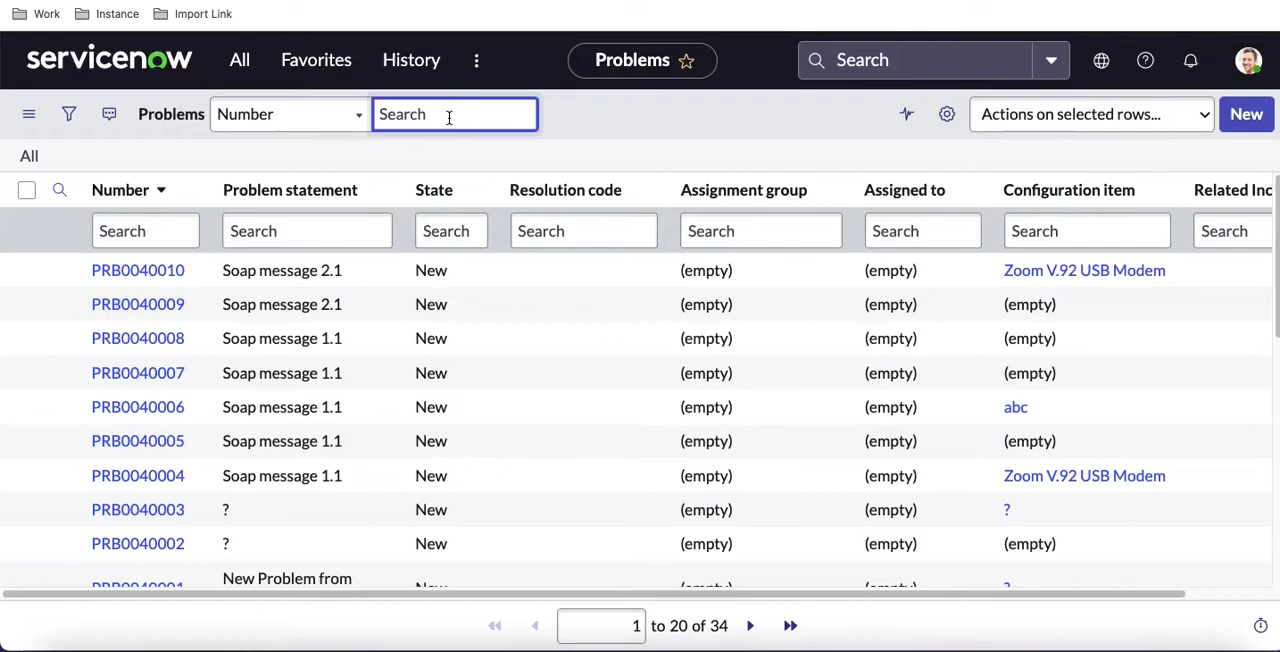 Work Instance Import Link
servicenow All Favorites History Problems Search
Problems Number Search Actions on selected rows... New
All
Number Problem statement State Resolution code Assignment group Assigned to Configuration item Related Inc
Search Search Search Search Search Search Search Search
PRB0040010 Soap message 2.1 New (empty) (empty) Zoom V.92 USB Modem
PRB0040009 Soap message 2.1 New (empty) (empty) (empty)
PRB0040008 Soap message 1.1 New (empty) (empty) (empty)
PRB0040007 Soap message 1.1 New (empty) (empty) (empty)
PRB0040006 Soap message 1.1 New (empty) (empty) abc
PRB0040005 Soap message 1.1 New (empty) (empty) (empty)
PRB0040004 Soap message 1.1 New (empty) (empty) Zoom V.92 USB Modem
PRB0040003 ? New (empty) (empty) ?
PRB0040002 ? New (empty) (empty) (empty)
PRB0040001 New Problem from New (empty) (empty) ?
1 to 20 of 34